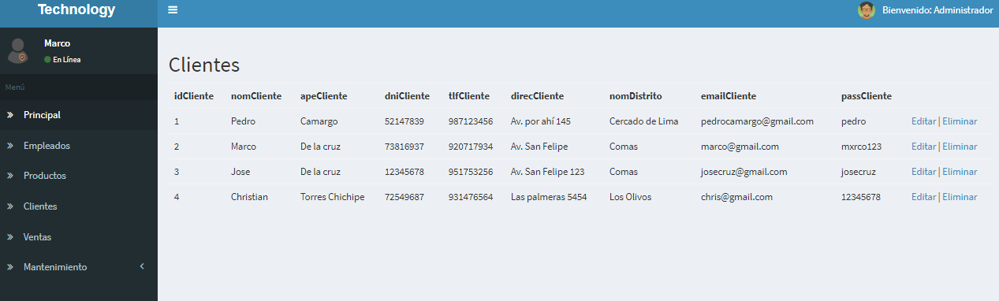 Technology
Bienvenido: Administrador
Marco
En Línea
Menú
Principal
Empleados
Productos
Clientes
Ventas
Mantenimiento
Clientes
idCliente nomCliente apeCliente dniCliente tlfCliente direcCliente nomDistrito emailCliente passCliente
1 Pedro Camargo 52147839 987123456 Av. por ahí 145 Cercado de Lima pedrocamargo@gmail.com pedro Editar | Eliminar
2 Marco De la cruz 73816937 920717934 Av. San Felipe Comas marco@gmail.com mxrco123 Editar | Eliminar
3 Jose De la cruz 12345678 951753256 Av. San Felipe 123 Comas josecruz@gmail.com josecruz Editar | Eliminar
4 Christian Torres Chichipe 72549687 931476564 Las palmeras 5454 Los Olivos chris@gmail.com 12345678 Editar | Eliminar